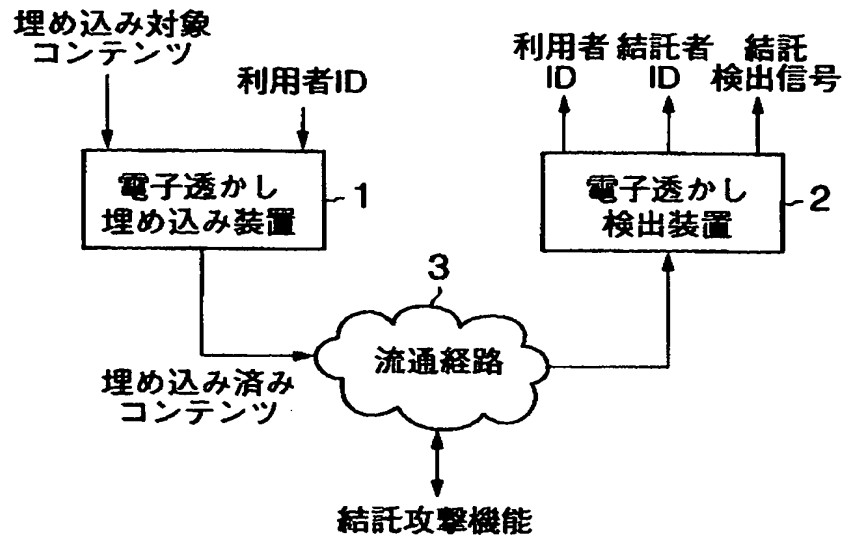 埋め込み対象
コンテンツ
利用者ID
電子透かし
埋め込み装置
1
利用者
ID
結託者
ID
結託
検出信号
電子透かし
検出装置
2
3
流通経路
埋め込み済み
コンテンツ
結託攻撃機能